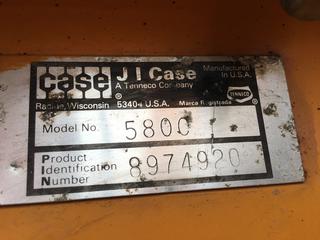 case J I Case Manufactured
A Tenneco Company in U.S.A.
Racine, Wisconsin 53404 U.S.A. Marca Registrada TENNECO
Model No. 580C
Product
Identification 8974920
Number